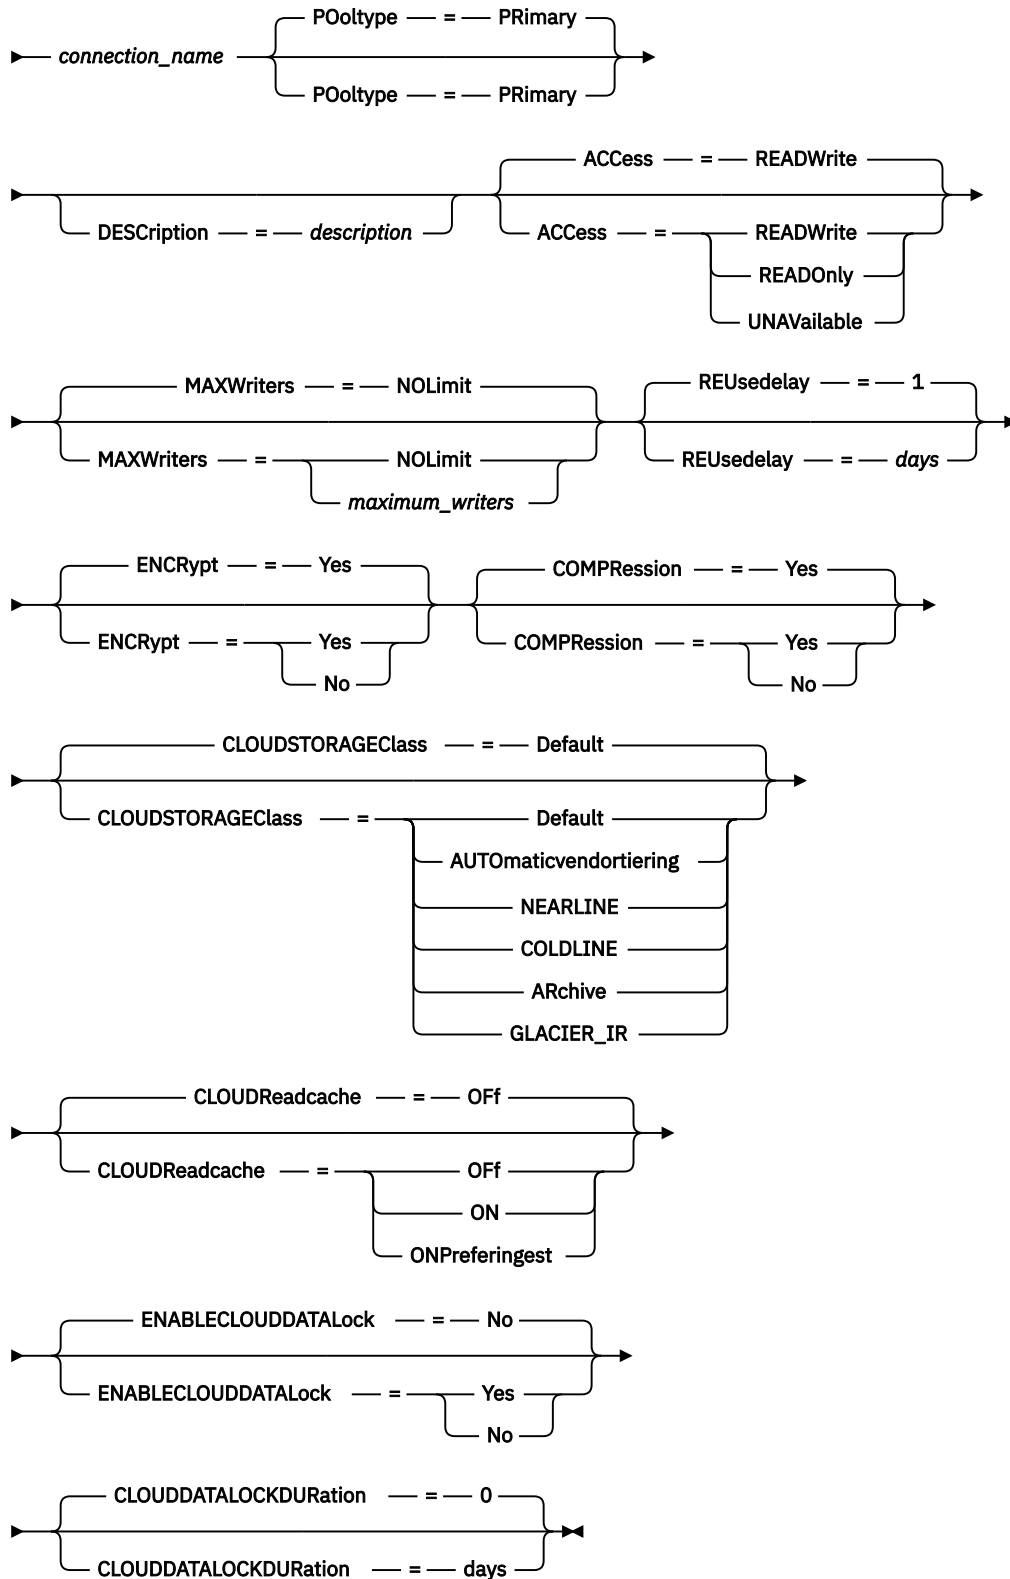 POoltype = PRimary
connection_name
POoltype = PRimary
ACCess = READWrite
DESCription = description ACCess = READWrite
READOnly
UNAVailable
MAXWriters = NOLimit REUsedelay = 1
MAXWriters = NOLimit REUsedelay = days
maximum_writers
ENCRypt = Yes COMPRession = Yes
ENCRypt = Yes COMPRession = Yes
No No
CLOUDSTORAGEClass = Default
CLOUDSTORAGEClass = Default
AUTOmaticvendortiering
NEARLINE
COLDLINE
ARchive
GLACIER_IR
CLOUDReadcache = OFf
CLOUDReadcache = OFf
ON
ONPreferingest
ENABLECLOUDDATALock = No
ENABLECLOUDDATALock = Yes
No
CLOUDDATALOCKDURation = 0
CLOUDDATALOCKDURation = days